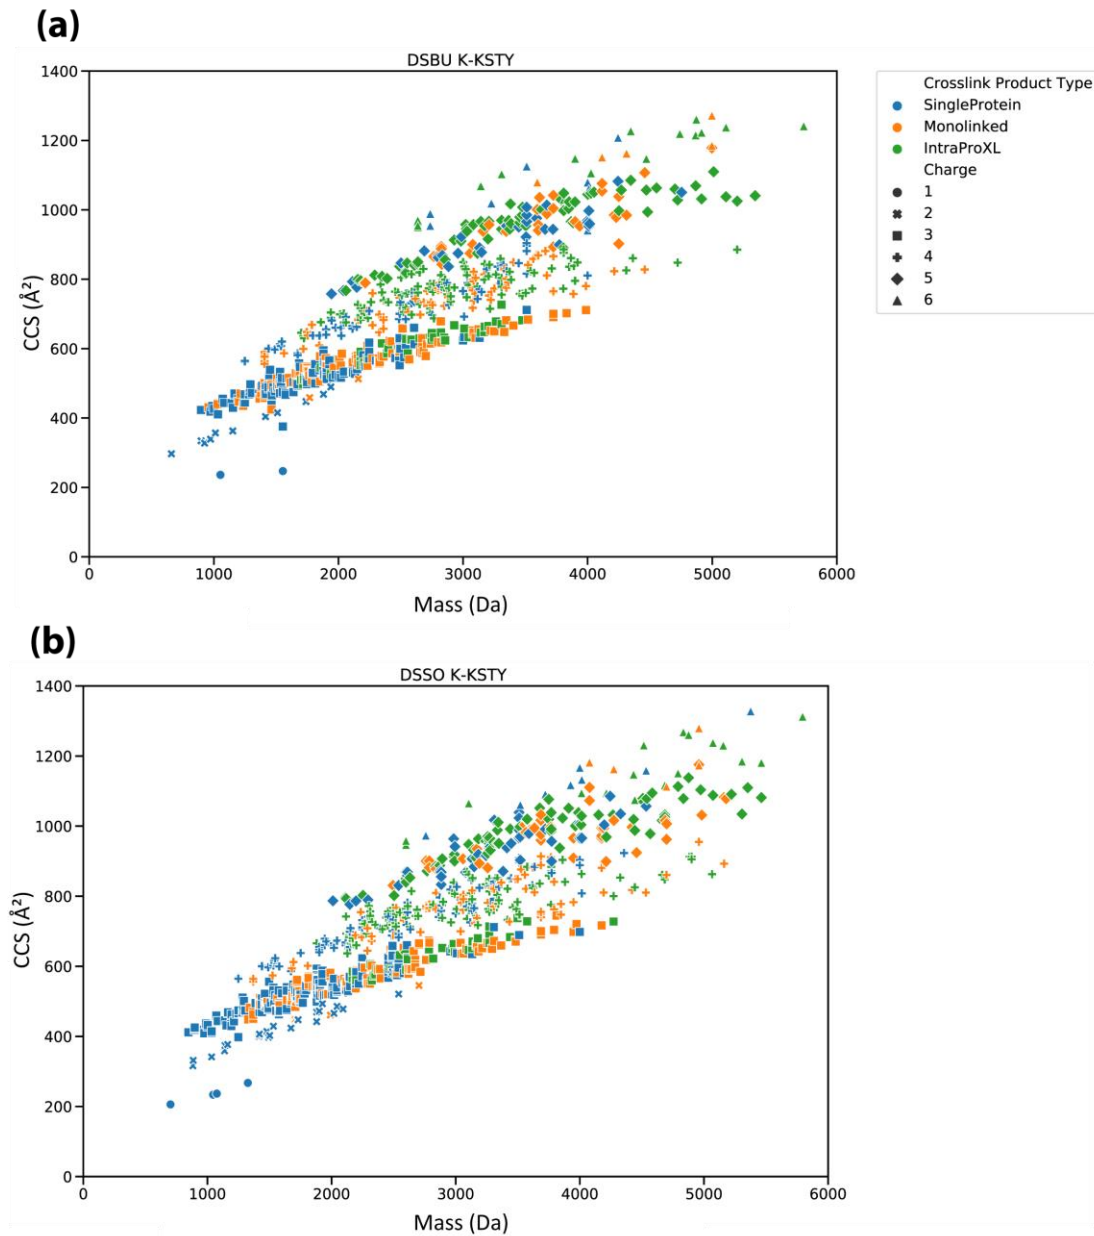 (a)
DSBU K-KSTY
1400
1200
1000
800
600
400
200
0
CCS (Å²)
0 1000 2000 3000 4000 5000 6000
Mass (Da)
Crosslink Product Type
SingleProtein
Monolinked
IntraProXL
Charge
1
2
3
4
5
6
(b)
DSSO K-KSTY
1400
1200
1000
800
600
400
200
0
CCS (Å²)
0 1000 2000 3000 4000 5000 6000
Mass (Da)